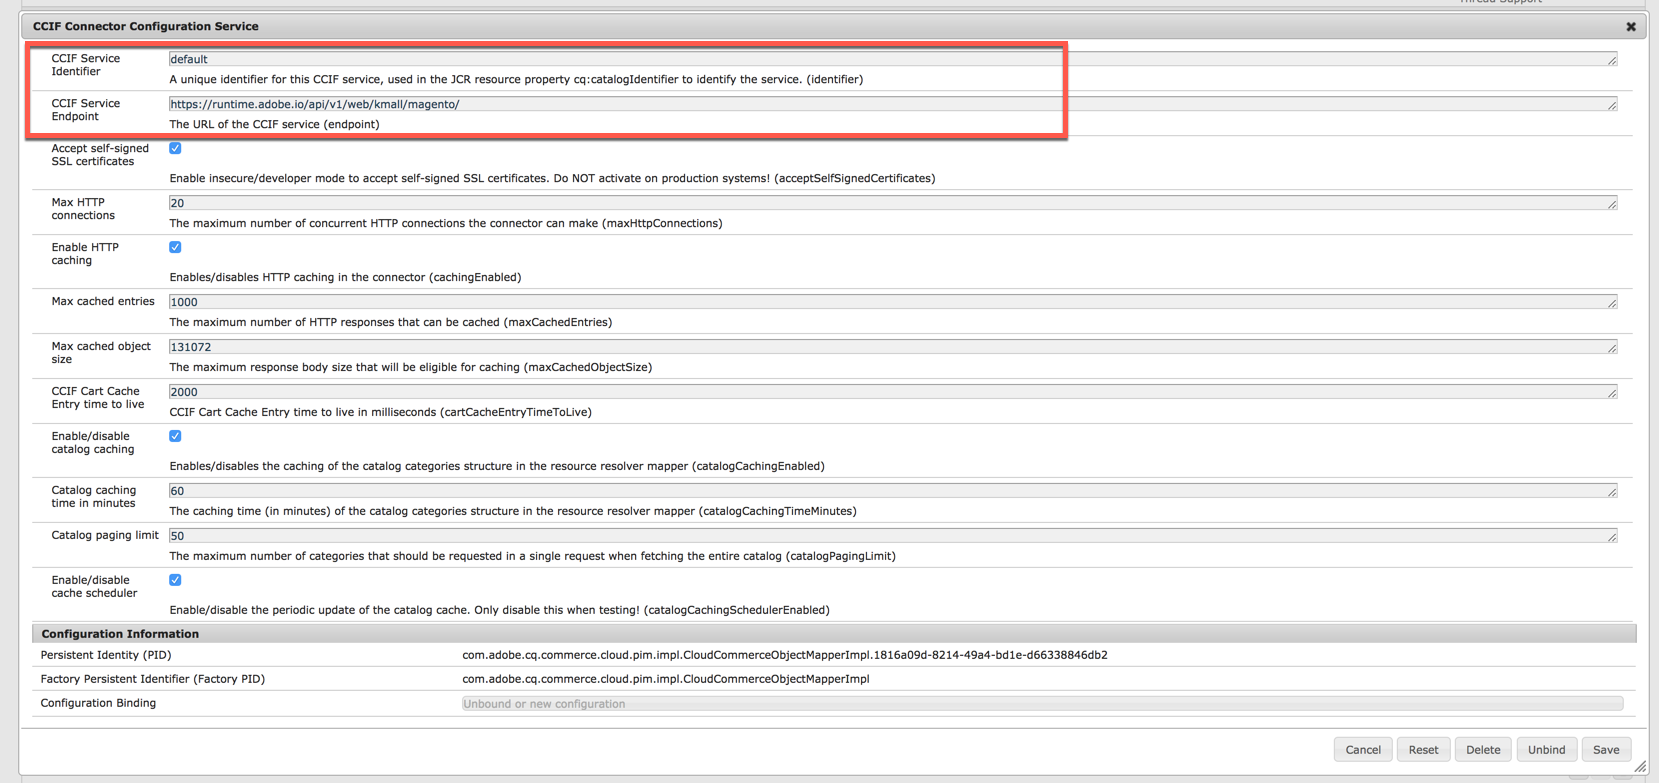 Thread Support
CCIF Connector Configuration Service
CCIF Service
Identifier
default
A unique identifier for this CCIF service, used in the JCR resource property cq:catalogIdentifier to identify the service. (identifier)
CCIF Service
Endpoint
https://runtime.adobe.io/api/v1/web/kmall/magento/
The URL of the CCIF service (endpoint)
Accept self-signed
SSL certificates
Enable insecure/developer mode to accept self-signed SSL certificates. Do NOT activate on production systems! (acceptSelfSignedCertificates)
Max HTTP
connections
20
The maximum number of concurrent HTTP connections the connector can make (maxHttpConnections)
Enable HTTP
caching
Enables/disables HTTP caching in the connector (cachingEnabled)
Max cached entries
1000
The maximum number of HTTP responses that can be cached (maxCachedEntries)
Max cached object
size
131072
The maximum response body size that will be eligible for caching (maxCachedObjectSize)
CCIF Cart Cache
Entry time to live
2000
CCIF Cart Cache Entry time to live in milliseconds (cartCacheEntryTimeToLive)
Enable/disable
catalog caching
Enables/disables the caching of the catalog categories structure in the resource resolver mapper (catalogCachingEnabled)
Catalog caching
time in minutes
60
The caching time (in minutes) of the catalog categories structure in the resource resolver mapper (catalogCachingTimeMinutes)
Catalog paging limit
50
The maximum number of categories that should be requested in a single request when fetching the entire catalog (catalogPagingLimit)
Enable/disable
cache scheduler
Enable/disable the periodic update of the catalog cache. Only disable this when testing! (catalogCachingSchedulerEnabled)
Configuration Information
Persistent Identity (PID)
com.adobe.cq.commerce.cloud.pim.impl.CloudCommerceObjectMapperImpl.1816a09d-8214-49a4-bd1e-d66338846db2
Factory Persistent Identifier (Factory PID)
com.adobe.cq.commerce.cloud.pim.impl.CloudCommerceObjectMapperImpl
Configuration Binding
Unbound or new configuration
Cancel
Reset
Delete
Unbind
Save